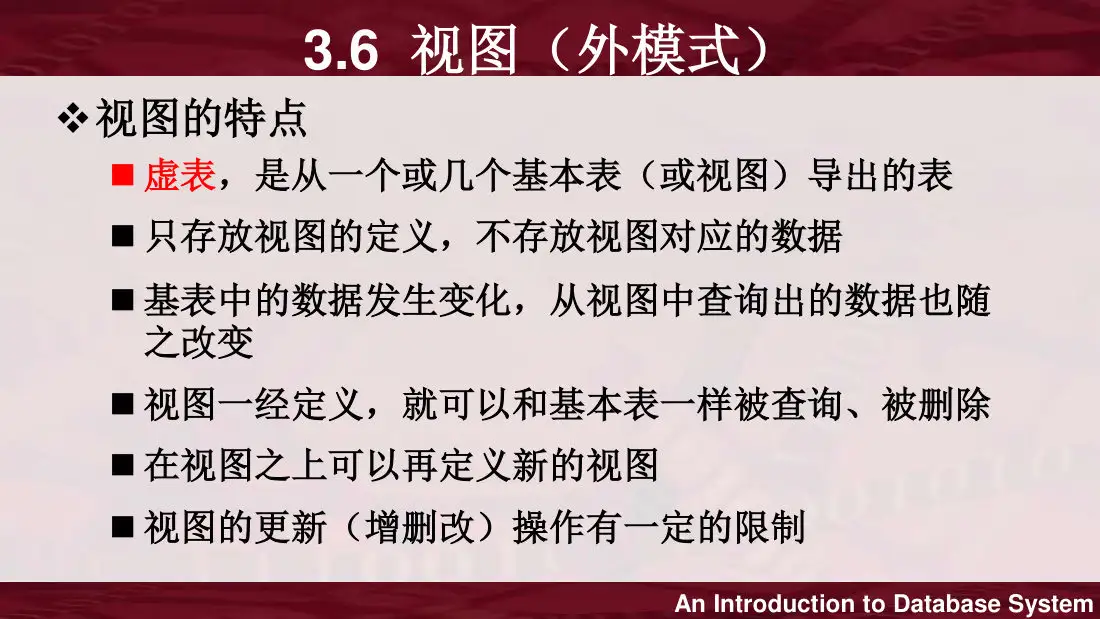 3.6 视图（外模式）
视图的特点
虚表，是从一个或几个基本表（或视图）导出的表
只存放视图的定义，不存放视图对应的数据
基表中的数据发生变化，从视图中查询出的数据也随
之改变
视图一经定义，就可以和基本表一样被查询、被删除
在视图之上可以再定义新的视图
视图的更新（增删改）操作有一定的限制
An Introduction to Database System